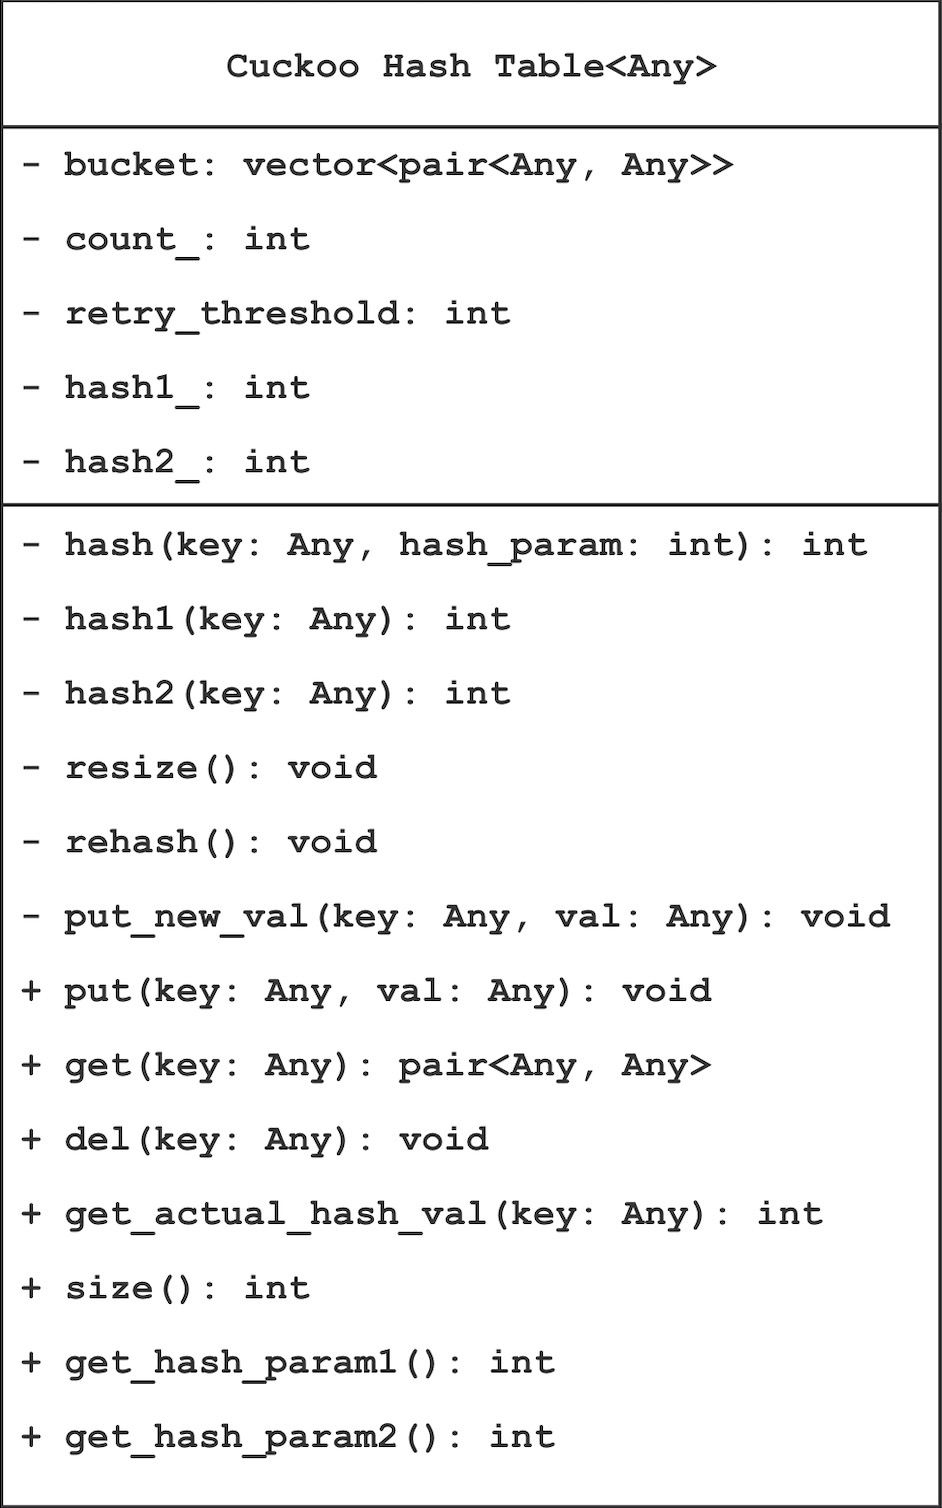 Cuckoo Hash Table<Any>
- bucket: vector<pair<Any, Any>>
- count_: int
- retry_threshold: int
- hash1_: int
- hash2_: int
- hash(key: Any, hash_param: int): int
- hash1(key: Any): int
- hash2(key: Any): int
- resize(): void
- rehash(): void
- put_new_val(key: Any, val: Any): void
+ put(key: Any, val: Any): void
+ get(key: Any): pair<Any, Any>
+ del(key: Any): void
+ get_actual_hash_val(key: Any): int
+ size(): int
+ get_hash_param1(): int
+ get_hash_param2(): int